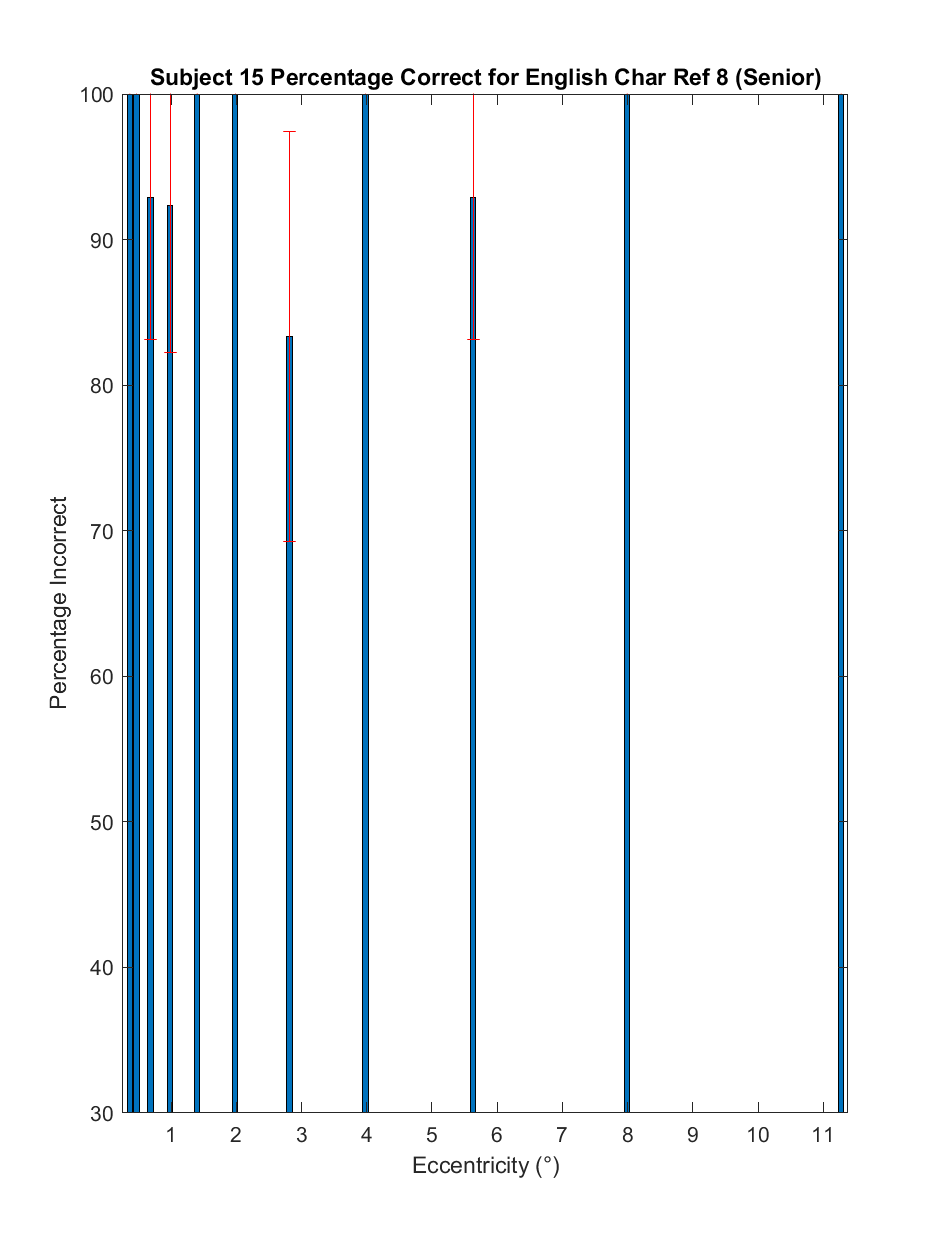 Subject 15 Percentage Correct for English Char Ref 8 (Senior)
100
90
80
70
60
50
40
30
Percentage Incorrect
1 2 3 4 5 6 7 8 9 10 11
Eccentricity (°)